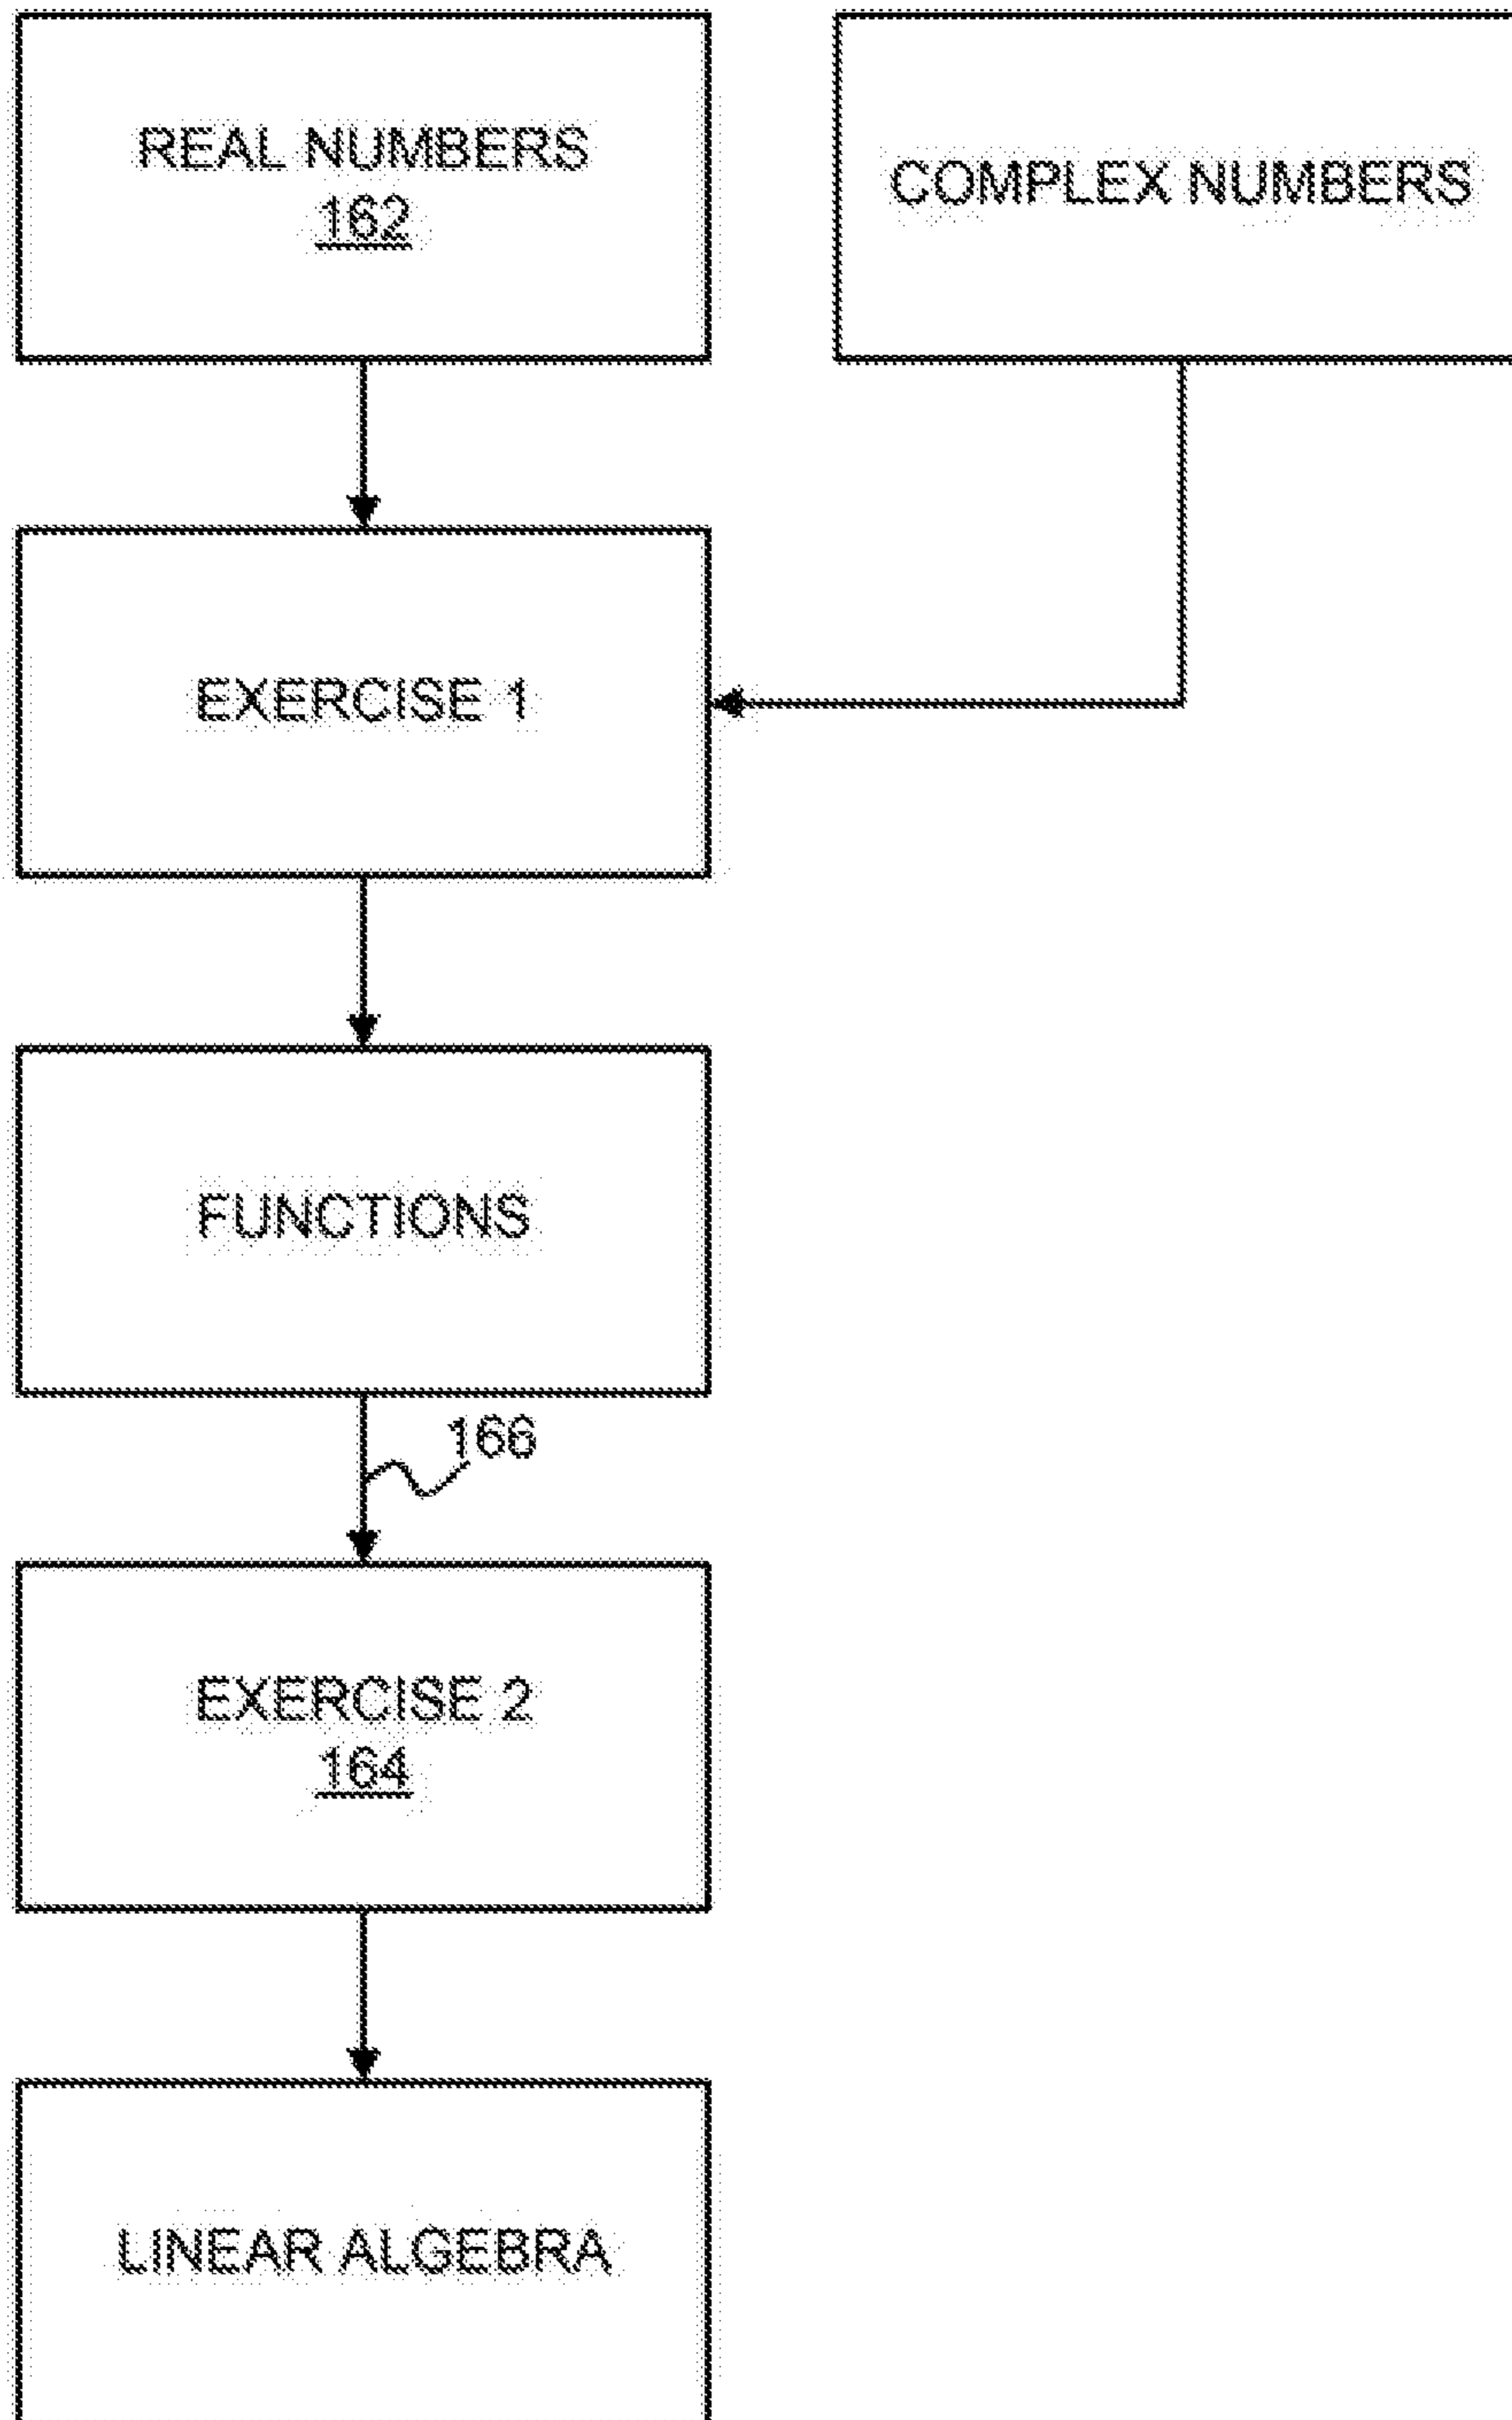 REAL NUMBERS
162
COMPLEX NUMBERS
EXERCISE 1
FUNCTIONS
166
EXERCISE 2
164
LINEAR ALGEBRA